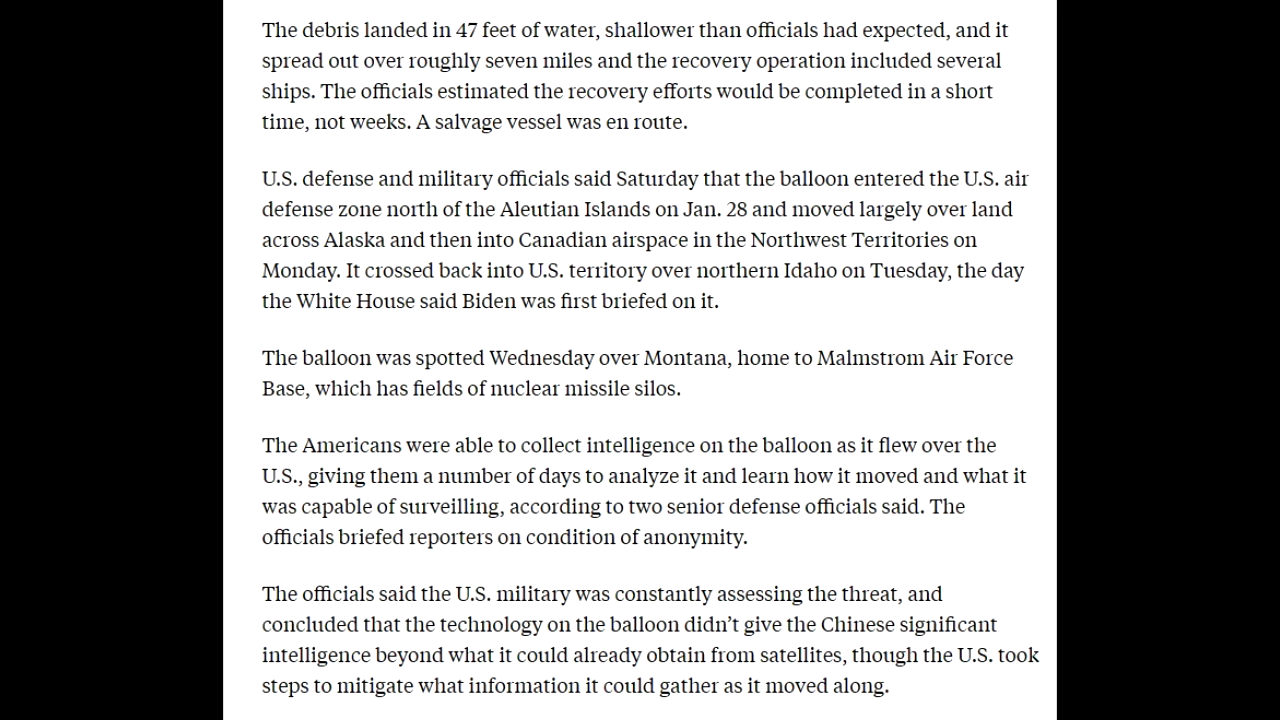 The debris landed in 47 feet of water, shallower than officials had expected, and it
spread out over roughly seven miles and the recovery operation included several
ships. The officials estimated the recovery efforts would be completed in a short
time, not weeks. A salvage vessel was en route.
U.S. defense and military officials said Saturday that the balloon entered the U.S. air
defense zone north of the Aleutian Islands on Jan. 28 and moved largely over land
across Alaska and then into Canadian airspace in the Northwest Territories on
Monday. It crossed back into U.S. territory over northern Idaho on Tuesday, the day
the White House said Biden was first briefed on it.
The balloon was spotted Wednesday over Montana, home to Malmstrom Air Force
Base, which has fields of nuclear missile silos.
The Americans were able to collect intelligence on the balloon as it flew over the
U.S., giving them a number of days to analyze it and learn how it moved and what it
was capable of surveilling, according to two senior defense officials said. The
officials briefed reporters on condition of anonymity.
The officials said the U.S. military was constantly assessing the threat, and
concluded that the technology on the balloon didn’t give the Chinese significant
intelligence beyond what it could already obtain from satellites, though the U.S. took
steps to mitigate what information it could gather as it moved along.